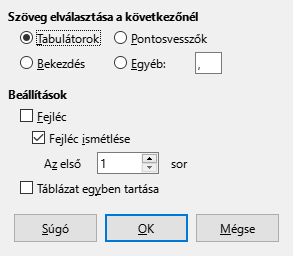 Szöveg elválasztása a következőnél
Tabulátorok Pontosvesszők
Bekezdés Egyéb: ,
Beállítások
Fejléc
Fejléc ismétlése
Az első 1 sor
Táblázat egyben tartása
Súgó OK Mégse